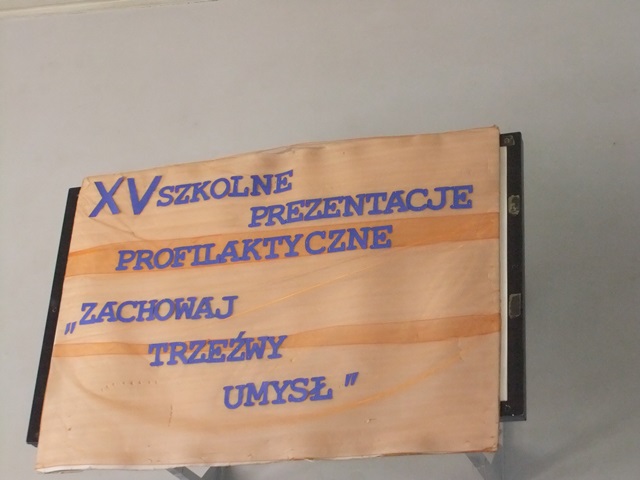 XV SZKOLNE
PREZENTACJE
PROFILAKTYCZNE
„ZACHOWAJ
TRZEŹWY
UMYSŁ"